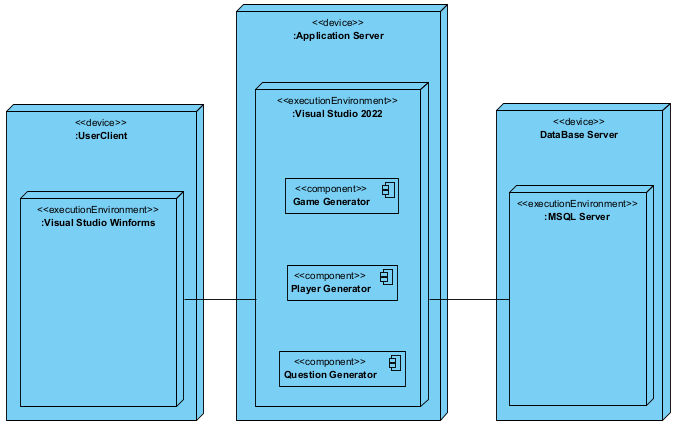 <<device>>
:UserClient
<<executionEnvironment>>
:Visual Studio Winforms
<<device>>
:Application Server
<<executionEnvironment>>
:Visual Studio 2022
<<component>>
Game Generator
<<component>>
Player Generator
<<component>>
Question Generator
<<device>>
DataBase Server
<<executionEnvironment>>
:MSQL Server